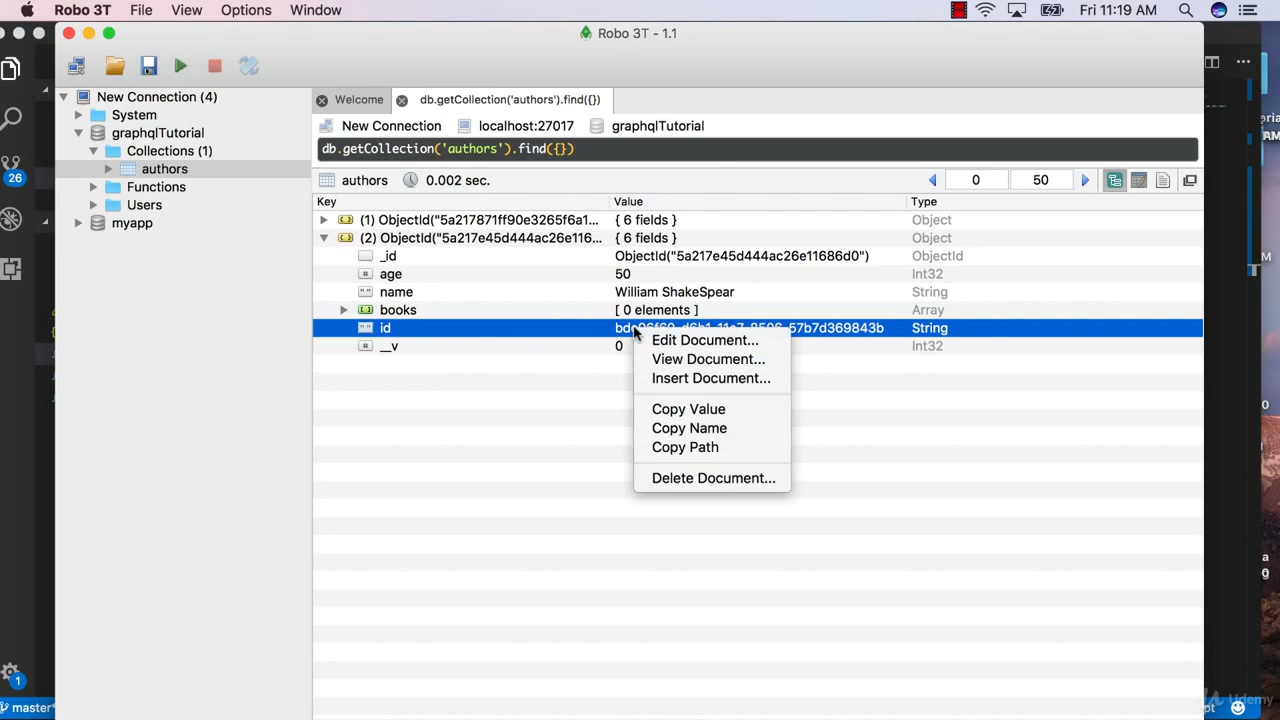 Robo 3T File View Options Window Fri 11:19 AM
Robo 3T - 1.1
New Connection (4)
System
graphqlTutorial
Collections (1)
authors
Functions
Users
myapp
Welcome db.getCollection('authors').find({})
New Connection localhost:27017 graphqlTutorial
db.getCollection('authors').find({})
authors 0.002 sec. 0 50
Key Value Type
(1) ObjectId("5a217871ff90e3265f6a1... { 6 fields } Object
(2) ObjectId("5a217e45d444ac26e116... { 6 fields } Object
_id ObjectId("5a217e45d444ac26e11686d0") ObjectId
age 50 Int32
name William ShakeSpear String
books [ 0 elements ] Array
id 57b7d369843b String
__v 0 Int32
Edit Document...
View Document...
Insert Document...
Copy Value
Copy Name
Copy Path
Delete Document...
26
1
master*
Udemy